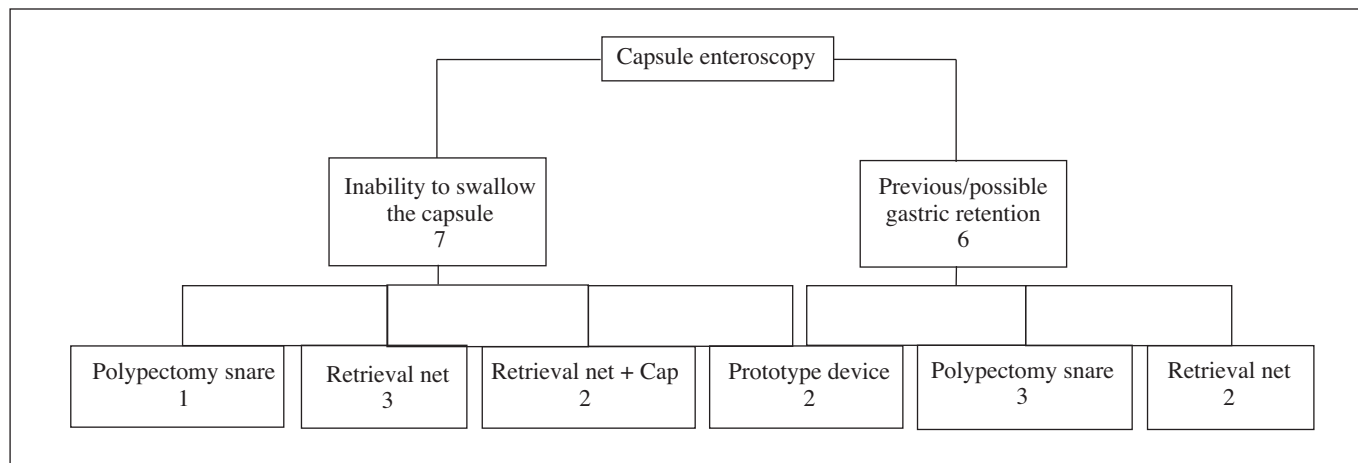 Capsule enteroscopy
Inability to swallow
the capsule
7
Previous/possible
gastric retention
6
Polypectomy snare
1
Retrieval net
3
Retrieval net + Cap
2
Prototype device
2
Polypectomy snare
3
Retrieval net
2